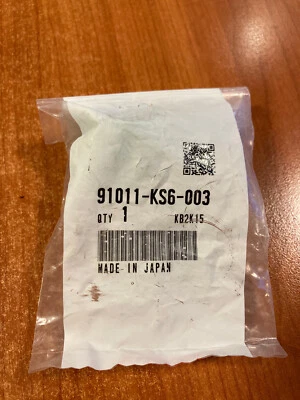 91011-KS6-003
QTY 1 KB2K15
MADE IN JAPAN